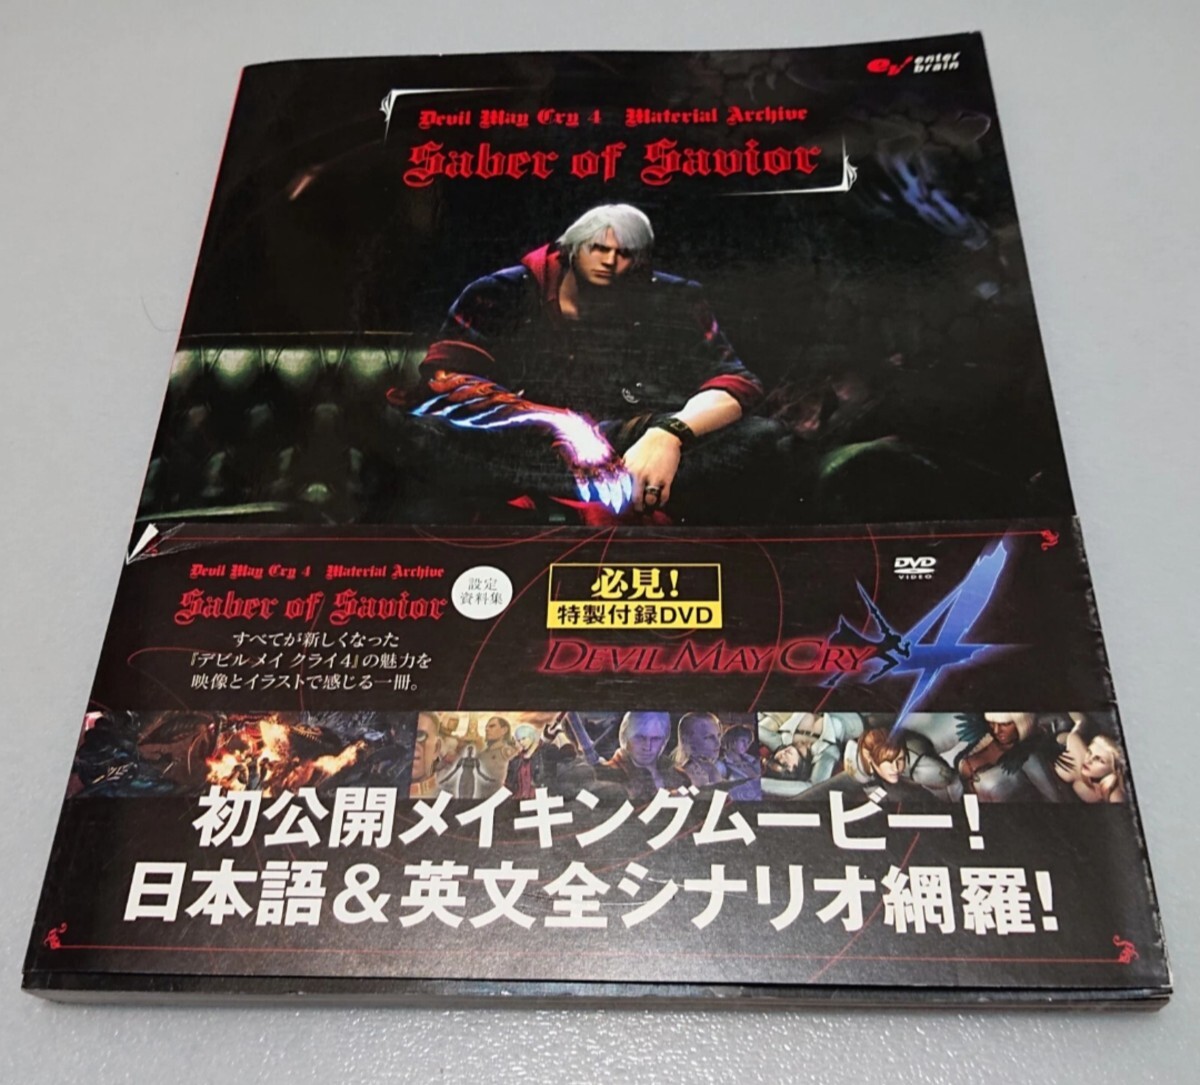 enter
brain
Devil May Cry 4 Material Archive
Saber of Savior
Devil May Cry 4 Material Archive
Saber of Savior
設定
資料集
すべてが新しくなった
『デビル メイ クライ4』の魅力を
映像とイラストで感じる一冊。
必見!
特製付録DVD
DVD
VIDEO
DEVIL MAY CRY 4
初公開メイキングムービー!
日本語&英文全シナリオ網羅!